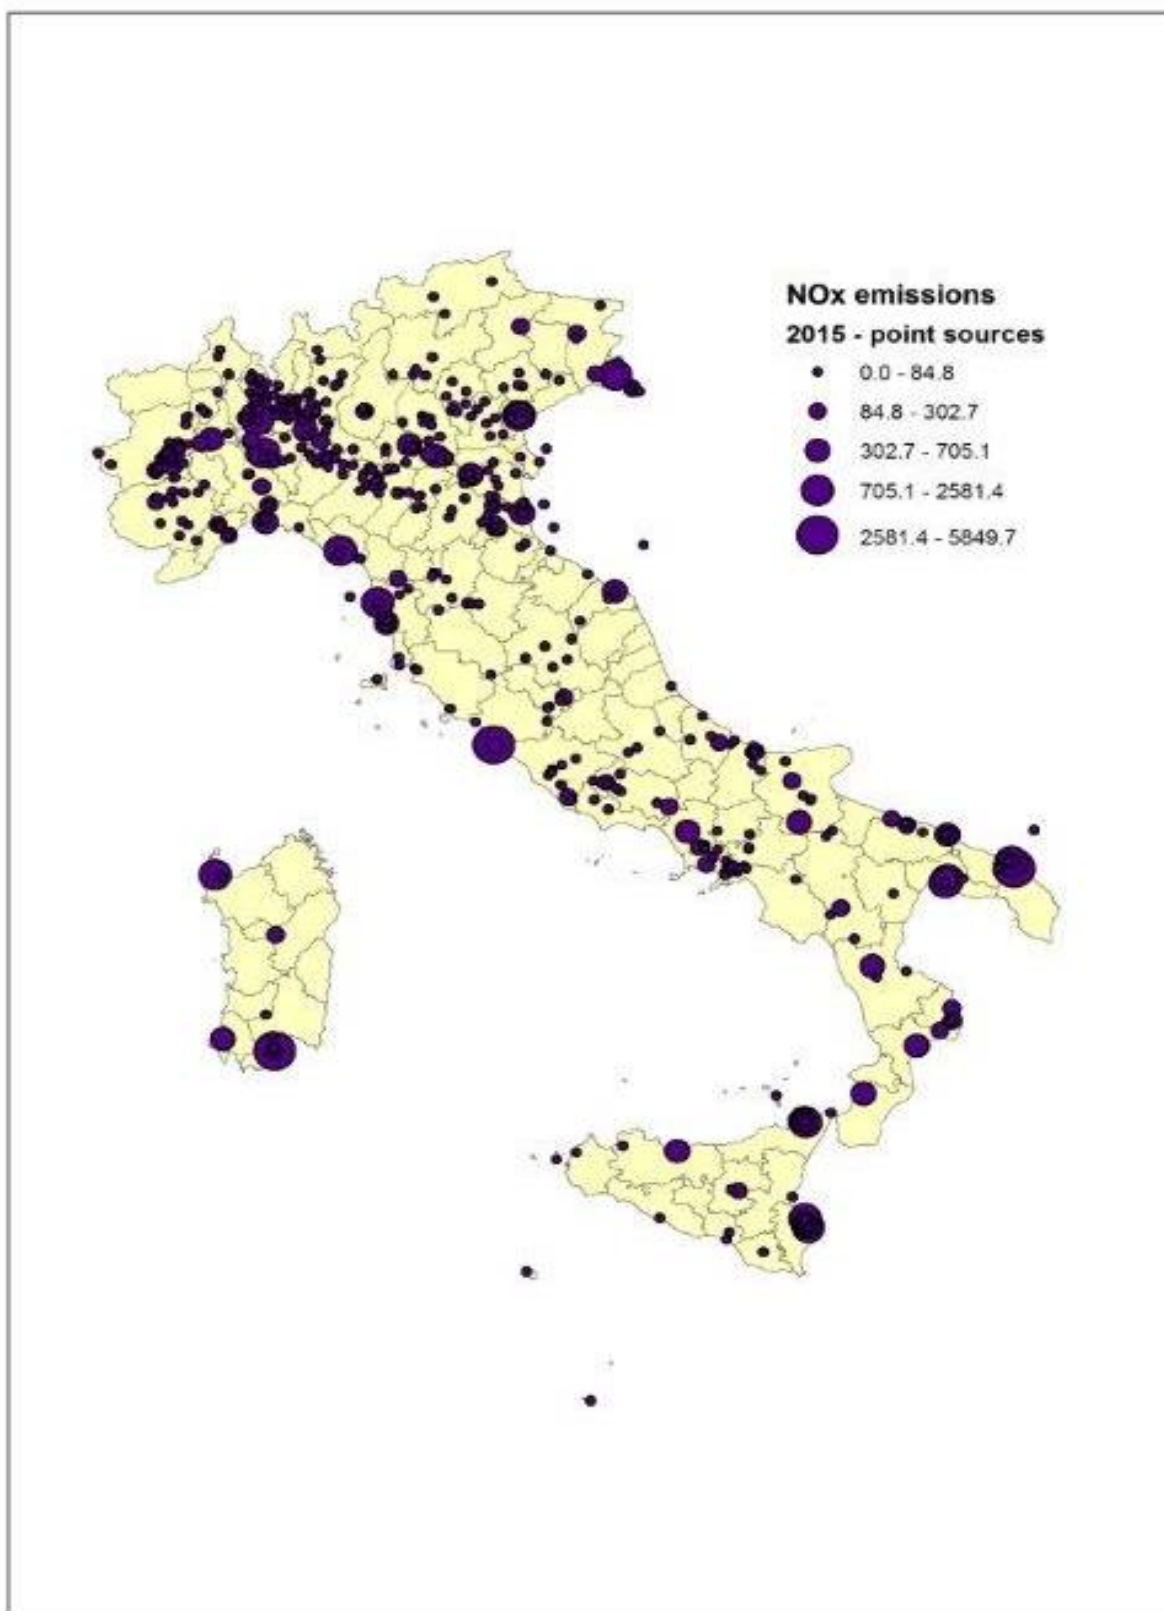 NOx emissions
2015 - point sources
0.0 - 84.8
84.8 - 302.7
302.7 - 705.1
705.1 - 2581.4
2581.4 - 5849.7